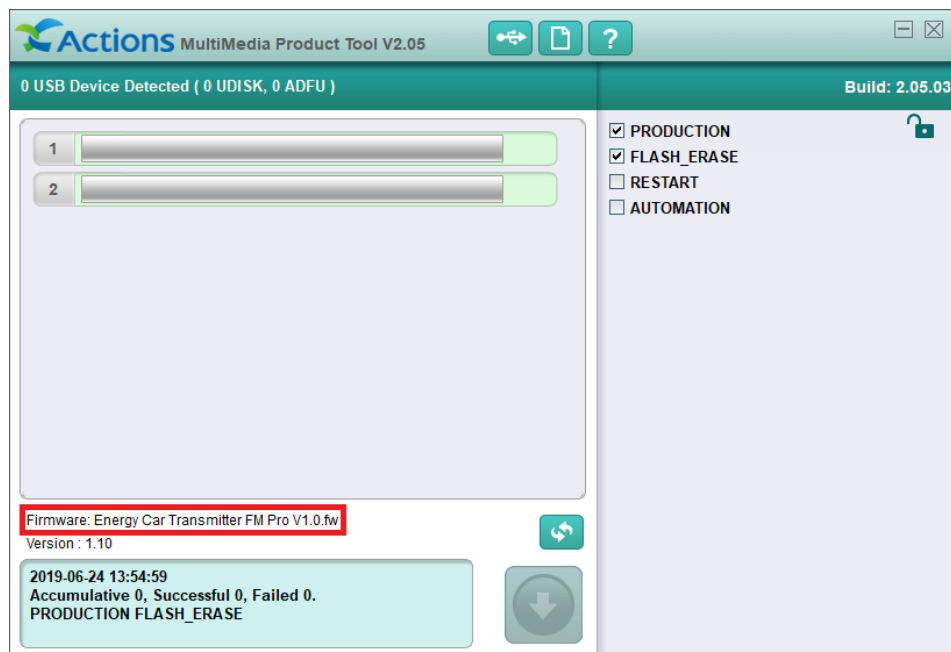 Actions MultiMedia Product Tool V2.05
?
0 USB Device Detected ( 0 UDISK, 0 ADFU )
Build: 2.05.03
1
2
PRODUCTION
FLASH_ERASE
RESTART
AUTOMATION
Firmware: Energy Car Transmitter FM Pro V1.0.fw
Version : 1.10
2019-06-24 13:54:59
Accumulative 0, Successful 0, Failed 0.
PRODUCTION FLASH_ERASE